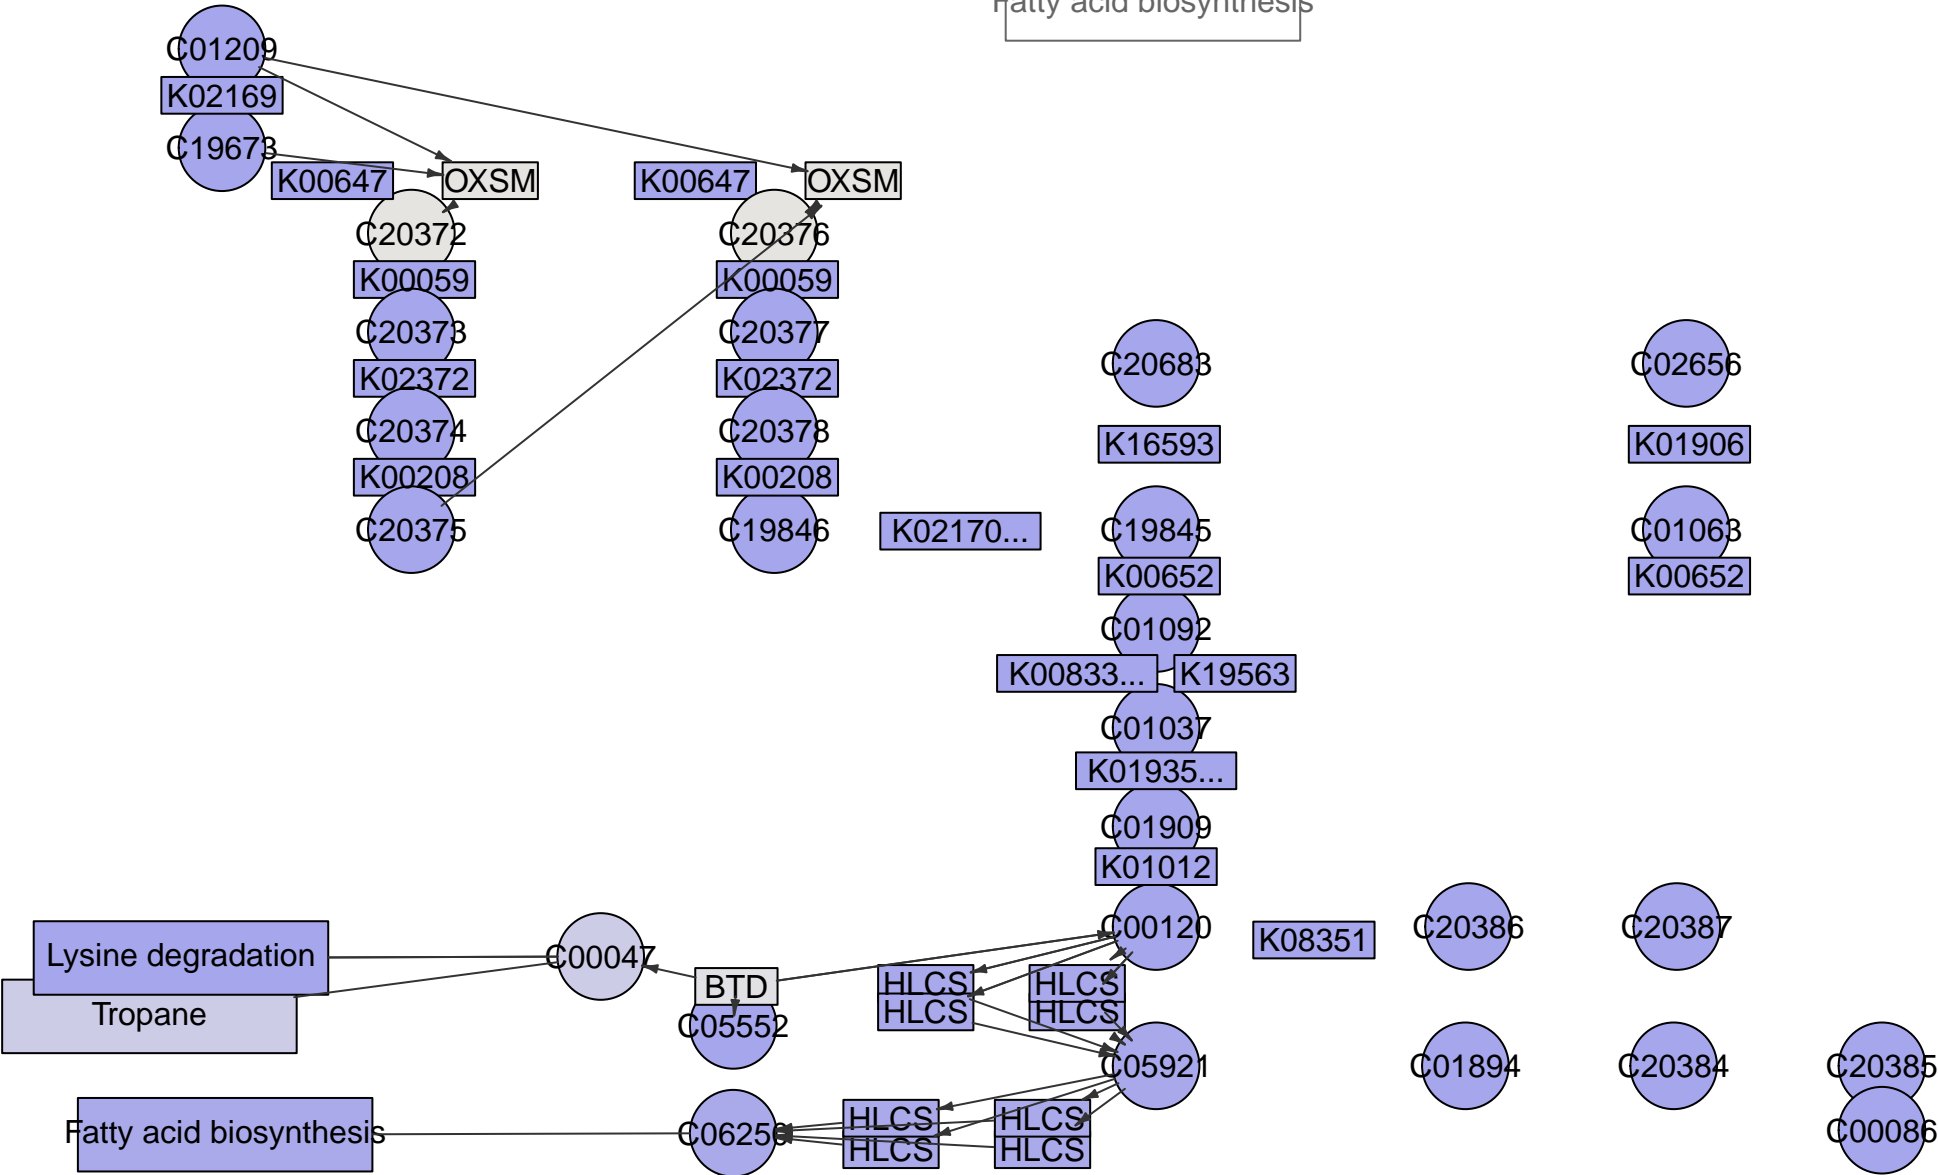 Fatty acid biosynthesis
C01209
K02169
C19673
K00647
OXSM
K00647
OXSM
C20372
C20376
K00059
K00059
C20373
C20377
C20683
C02656
K02372
K02372
C20374
C20378
K16593
K01906
K00208
K00208
C20375
C19846
K02170...
C19845
C01063
K00652
K00652
C01092
K00833...
K19563
C01037
K01935...
C01909
K01012
C00120
C20386
C20387
K08351
Lysine degradation
C00047
BTD
HLCS
HLCS
Tropane
C05552
HLCS
HLCS
C05921
C01894
C20384
C20385
Fatty acid biosynthesis
C06250
HLCS
HLCS
C00086
HLCS
HLCS